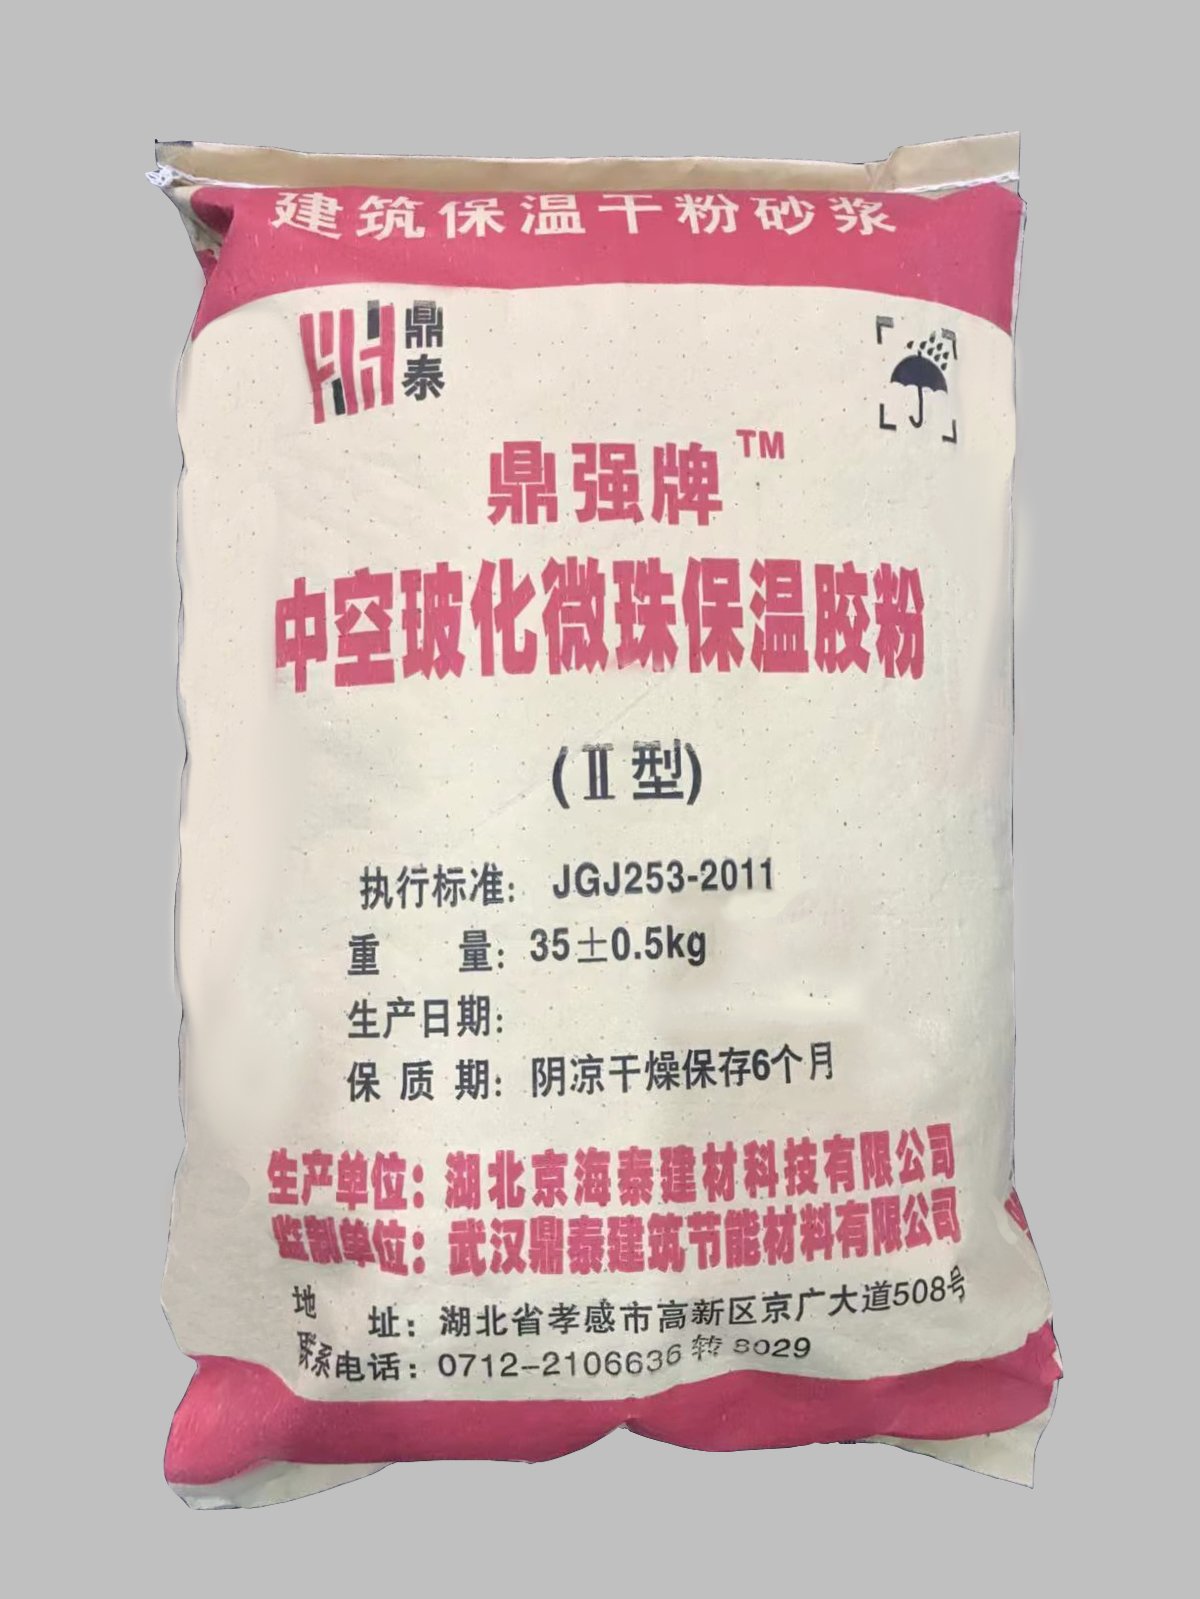 建筑保温干粉砂浆
鼎泰
鼎强牌TM
中空玻化微珠保温胶粉
(Ⅱ型)
执行标准：JGJ253-2011
重量：35±0.5kg
生产日期：
保质期：阴凉干燥保存6个月
生产单位：湖北京海泰建材科技有限公司
监制单位：武汉鼎泰建筑节能材料有限公司
地址：湖北省孝感市高新区京广大道508号
联系电话：0712-2106636转8029